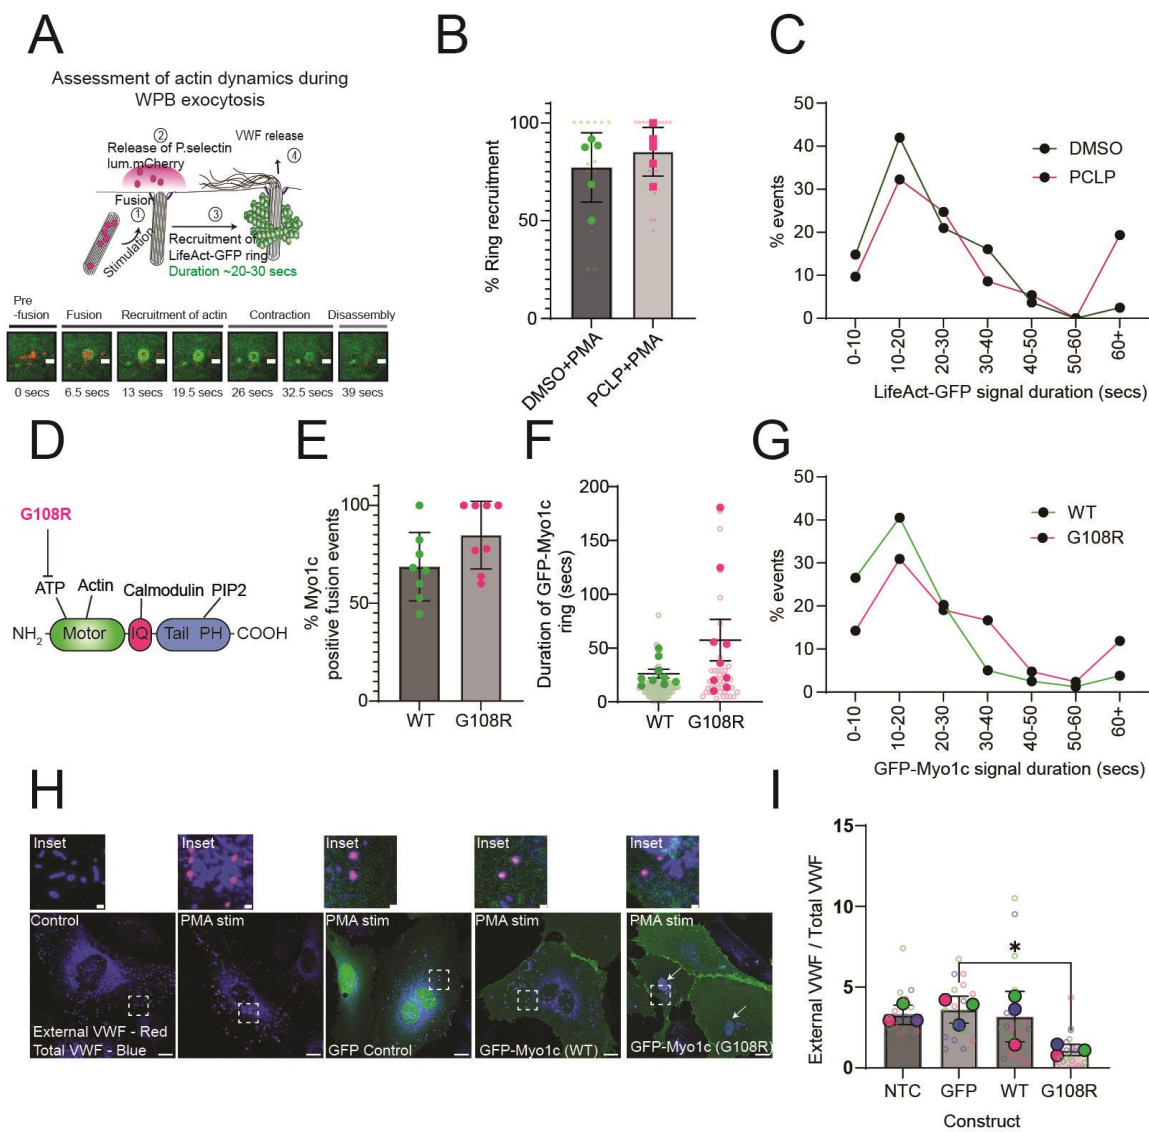 A
Assessment of actin dynamics during
WPB exocytosis
②
Release of P.selectin
lum.mCherry
VWF release
④
Fusion
①
③
Stimulation
Recruitment of
LifeAct-GFP ring
Duration ~20-30 secs
Pre
-fusion
Fusion
Recruitment of actin
Contraction
Disassembly
0 secs
6.5 secs
13 secs
19.5 secs
26 secs
32.5 secs
39 secs
B
% Ring recruitment
100
50
0
DMSO+PMA
PCLP+PMA
C
% events
50
40
30
20
10
0
DMSO
PCLP
0-10
10-20
20-30
30-40
40-50
50-60
60+
LifeAct-GFP signal duration (secs)
D
G108R
ATP
Actin
Calmodulin
PIP2
NH2
Motor
IQ
Tail
PH
COOH
E
% Myo1c
positive fusion events
100
50
0
WT
G108R
F
Duration of GFP-Myo1c
ring (secs)
200
150
100
50
0
WT
G108R
G
% events
50
40
30
20
10
0
WT
G108R
0-10
10-20
20-30
30-40
40-50
50-60
60+
GFP-Myo1c signal duration (secs)
H
Inset
Inset
Inset
Inset
Inset
Control
PMA stim
PMA stim
PMA stim
PMA stim
External VWF - Red
Total VWF - Blue
GFP Control
GFP-Myo1c (WT)
GFP-Myo1c (G108R)
I
External VWF / Total VWF
15
10
5
0
*
NTC
GFP
WT
G108R
Construct